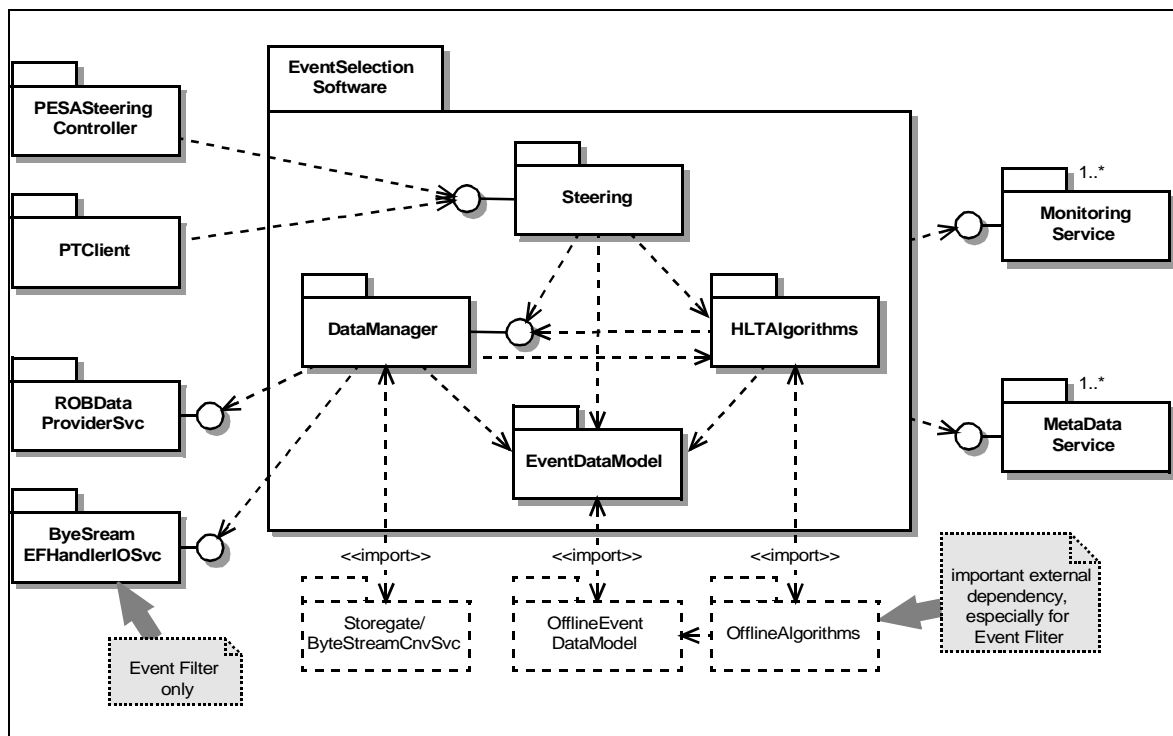 EventSelection
Software
PESASteering
Controller
Steering
1..*
Monitoring
Service
PTClient
DataManager
HLTAlgorithms
ROBData
ProviderSvc
1..*
MetaData
Service
EventDataModel
ByeSream
EFHandlerIOSvc
<<import>>
<<import>>
<<import>>
important external
dependency,
especially for
Event Fliter
Storegate/
ByteStreamCnvSvc
OfflineEvent
DataModel
OfflineAlgorithms
Event Filter
only